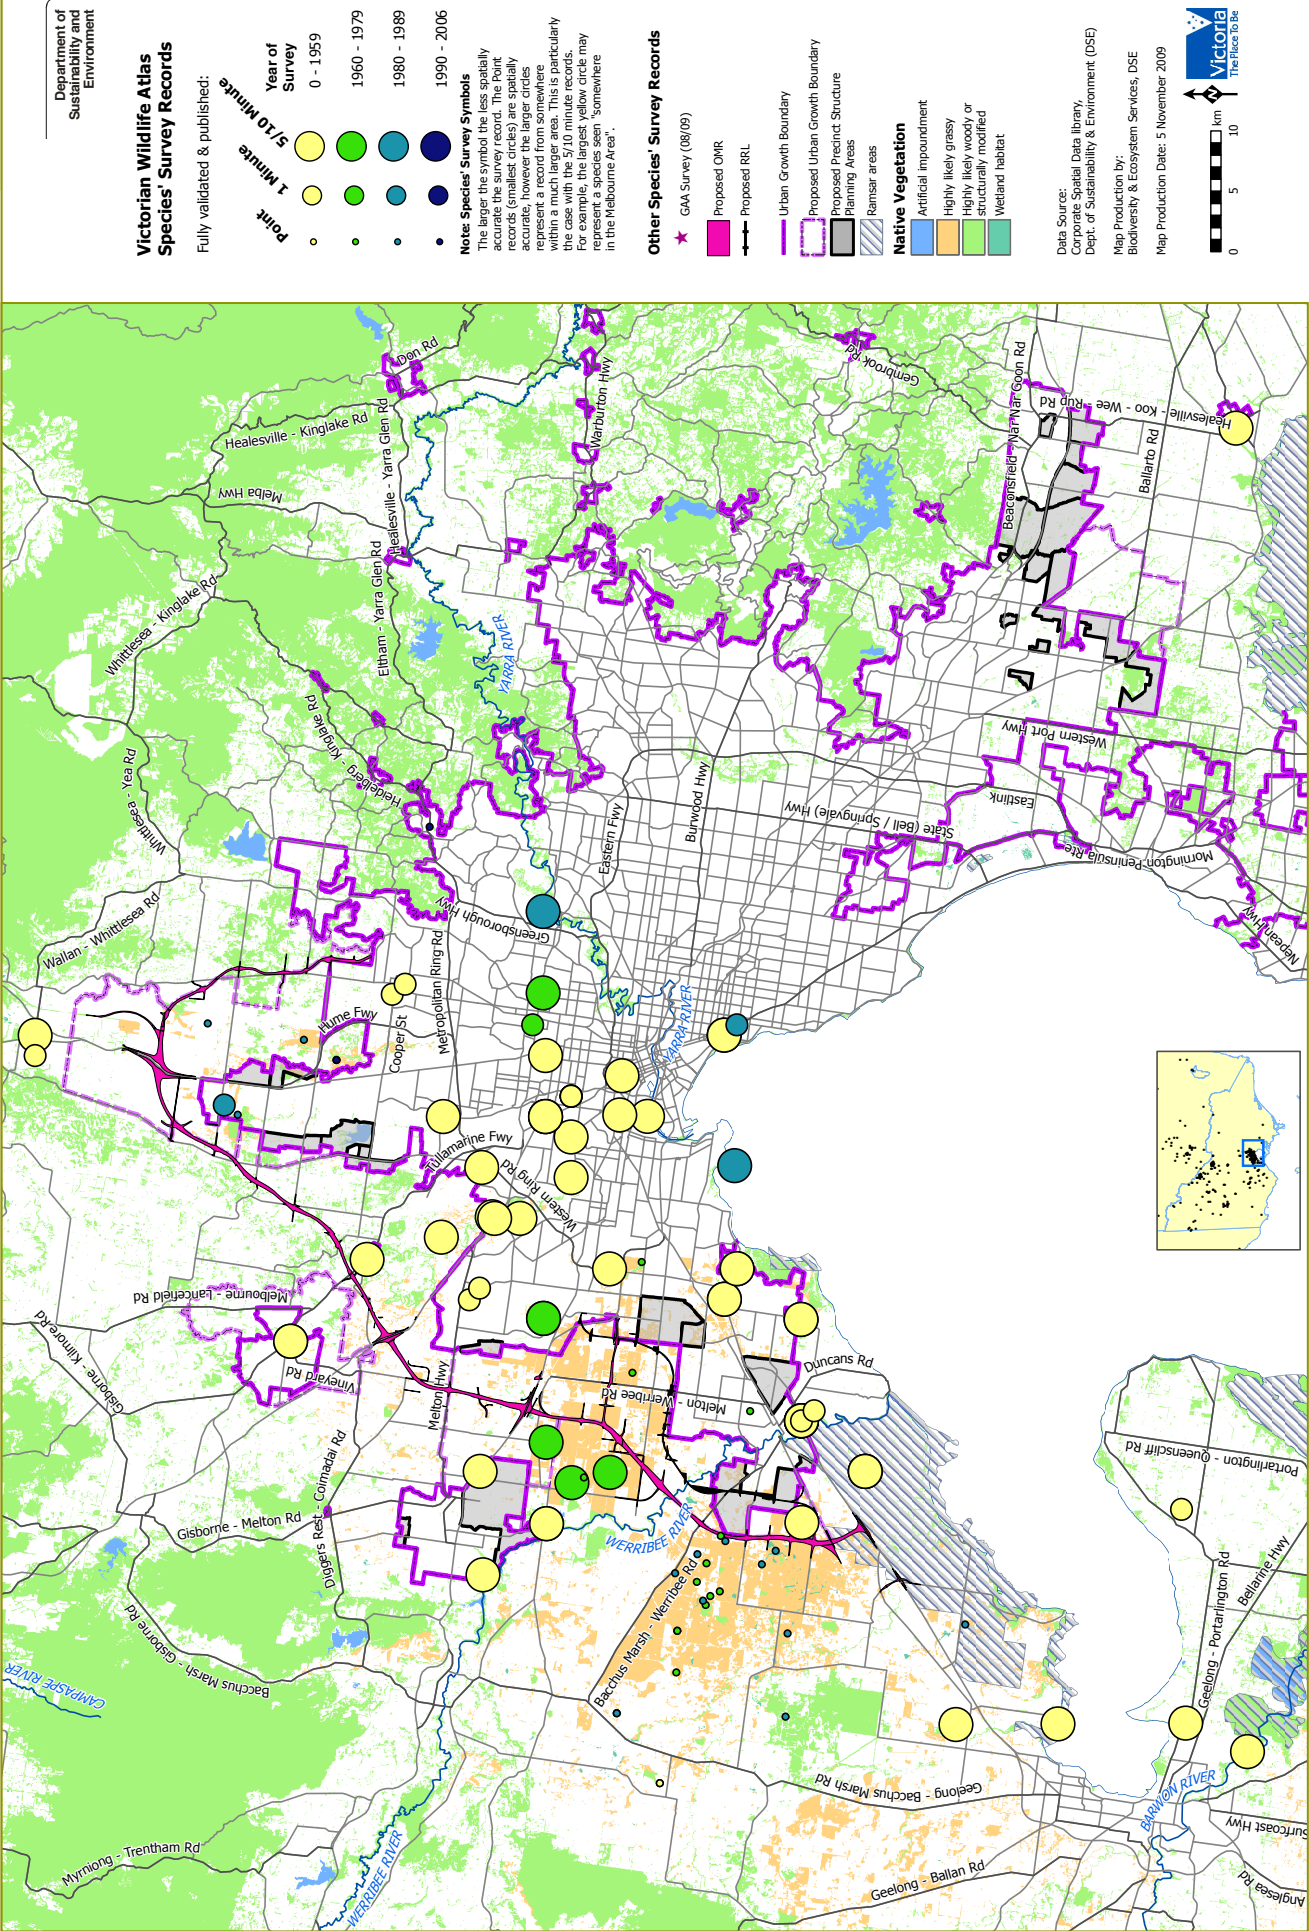 Department of
Sustainability and
Environment
Victorian Wildlife Atlas
Species' Survey Records
Fully validated & published:
Point
1 Minute
5/10 Minute
Year of
Survey
0 - 1959
1960 - 1979
1980 - 1989
1990 - 2006
Note: Species' Survey Symbols
The larger the symbol the less spatially
accurate the survey record. The Point
records (smallest circles) are spatially
accurate, however the larger circles
represent a record from somewhere
within a much larger area. This is particularly
the case with the 5/10 minute records.
For example, the largest yellow circle may
represent a species seen "somewhere
in the Melbourne Area".
Other Species' Survey Records
GAA Survey (08/09)
Proposed OMR
Proposed RRL
Urban Growth Boundary
Proposed Urban Growth Boundary
Proposed Precinct Structure
Planning Areas
Ramsar areas
Native Vegetation
Artificial impoundment
Highly likely grassy
Highly likely woody or
structurally modified
Wetland habitat
Data Source:
Corporate Spatial Data library,
Dept. of Sustainability & Environment (DSE)
Map Production by:
Biodiversity & Ecosystem Services, DSE
Map Production Date: 5 November 2009
0
5
10
km
N
Victoria
The Place To Be
Don Rd
Healesville - Kinglake Rd
Healesville - Yarra Glen Rd
Melba Hwy
Warburton Hwy
Gembrook Rd
Beaconsfield - Nar Nar Goon Rd
Healesville - Koo - Wee - Rup Rd
Ballarto Rd
Whittlesea - Kinglake Rd
Eltham - Yarra Glen Rd
YARRA RIVER
Heidelberg - Kinglake Rd
Whittlesea - Yea Rd
Western Port Hwy
Eastlink
State (Bell / Springvale) Hwy
Burwood Hwy
Eastern Fwy
Mornington Peninsula Rte
Nepean Hwy
Wallan - Whittlesea Rd
Greensborough Hwy
Metropolitan Ring Rd
Hume Fwy
Cooper St
YARRA RIVER
Tullamarine Fwy
Western Ring Rd
Melbourne - Lancefield Rd
Gisborne - Kilmore Rd
Vineyard Rd
Melton Hwy
Melton - Werribee Rd
Duncans Rd
Diggers Rest - Coimadai Rd
Gisborne - Melton Rd
WERRIBEE RIVER
Bacchus Marsh - Werribee Rd
Bacchus Marsh - Gisborne Rd
CAMPASPE RIVER
Portarlington - Queenscliff Rd
Geelong - Portarlington Rd
Bellarine Hwy
Geelong - Bacchus Marsh Rd
BARWON RIVER
Surfcoast Hwy
Anglesea Rd
Geelong - Ballan Rd
Myrniong - Trentham Rd
WERRIBEE RIVER